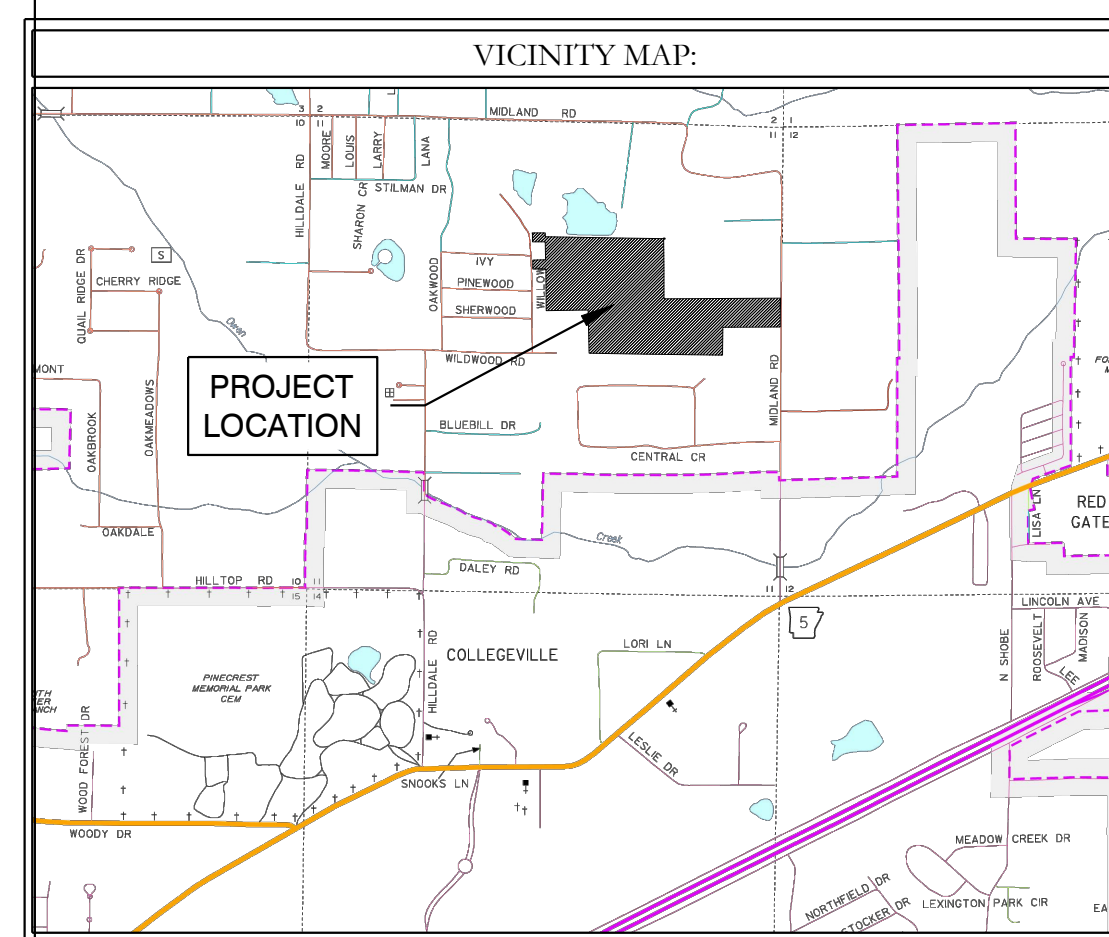 VICINITY MAP:
MIDLAND RD
3 2
10 11
2 1
11 12
HILLDALE RD
MOORE
LOUIS
LARRY
LANA
STILMAN DR
SHARON CR
S
QUAIL RIDGE DR
CHERRY RIDGE
OAKWOOD
IVY
PINEWOOD
SHERWOOD
WILLOW
WILDWOOD RD
Owen
MONT
OAKBROOK
OAKMEADOWS
PROJECT
LOCATION
MIDLAND RD
BLUEBILL DR
CENTRAL CR
OAKDALE
Creek
LISA LN
RED
GATE
HILLTOP RD
10 11
15 14
DALEY RD
11 12
5
LINCOLN AVE
N SHOBE
ROOSEVELT
MADISON
LEE
LORI LN
COLLEGEVILLE
HILLDALE RD
PINECREST
MEMORIAL PARK
CEM
WOOD FOREST DR
LESLIE DR
SNOOKS LN
WOODY DR
MEADOW CREEK DR
NORTHFIELD DR
STOCKER DR
LEXINGTON PARK CIR
EA